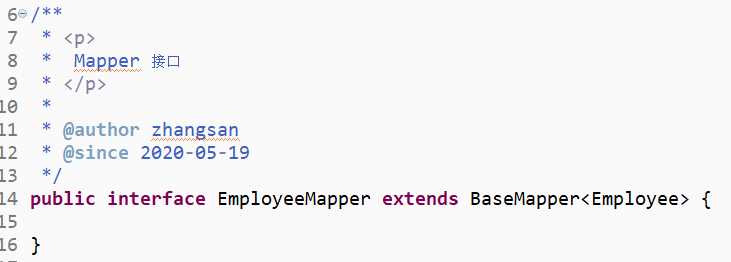 6 /**
7  * <p>
8  *  Mapper 接口
9  * </p>
10  *
11  * @author zhangsan
12  * @since 2020-05-19
13  */
14 public interface EmployeeMapper extends BaseMapper<Employee> {
15
16 }